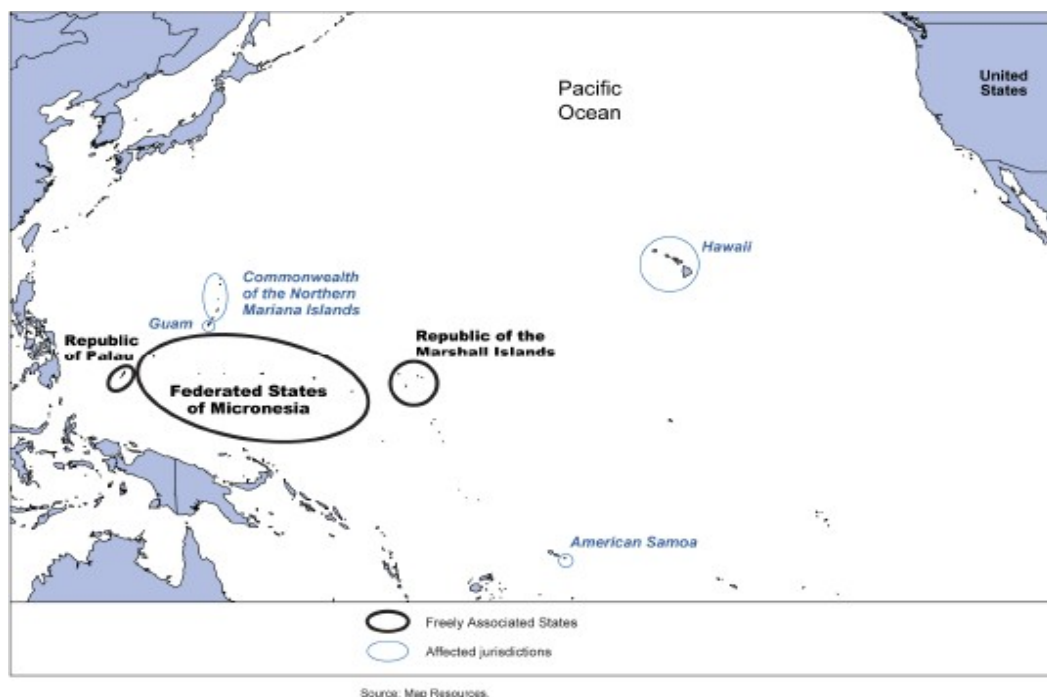 Pacific
Ocean
United
States
Hawaii
Commonwealth
of the Northern
Mariana Islands
Guam
Republic
of Palau
Republic of the
Marshall Islands
Federated States
of Micronesia
American Samoa
Freely Associated States
Affected jurisdictions
Source: Map Resources.